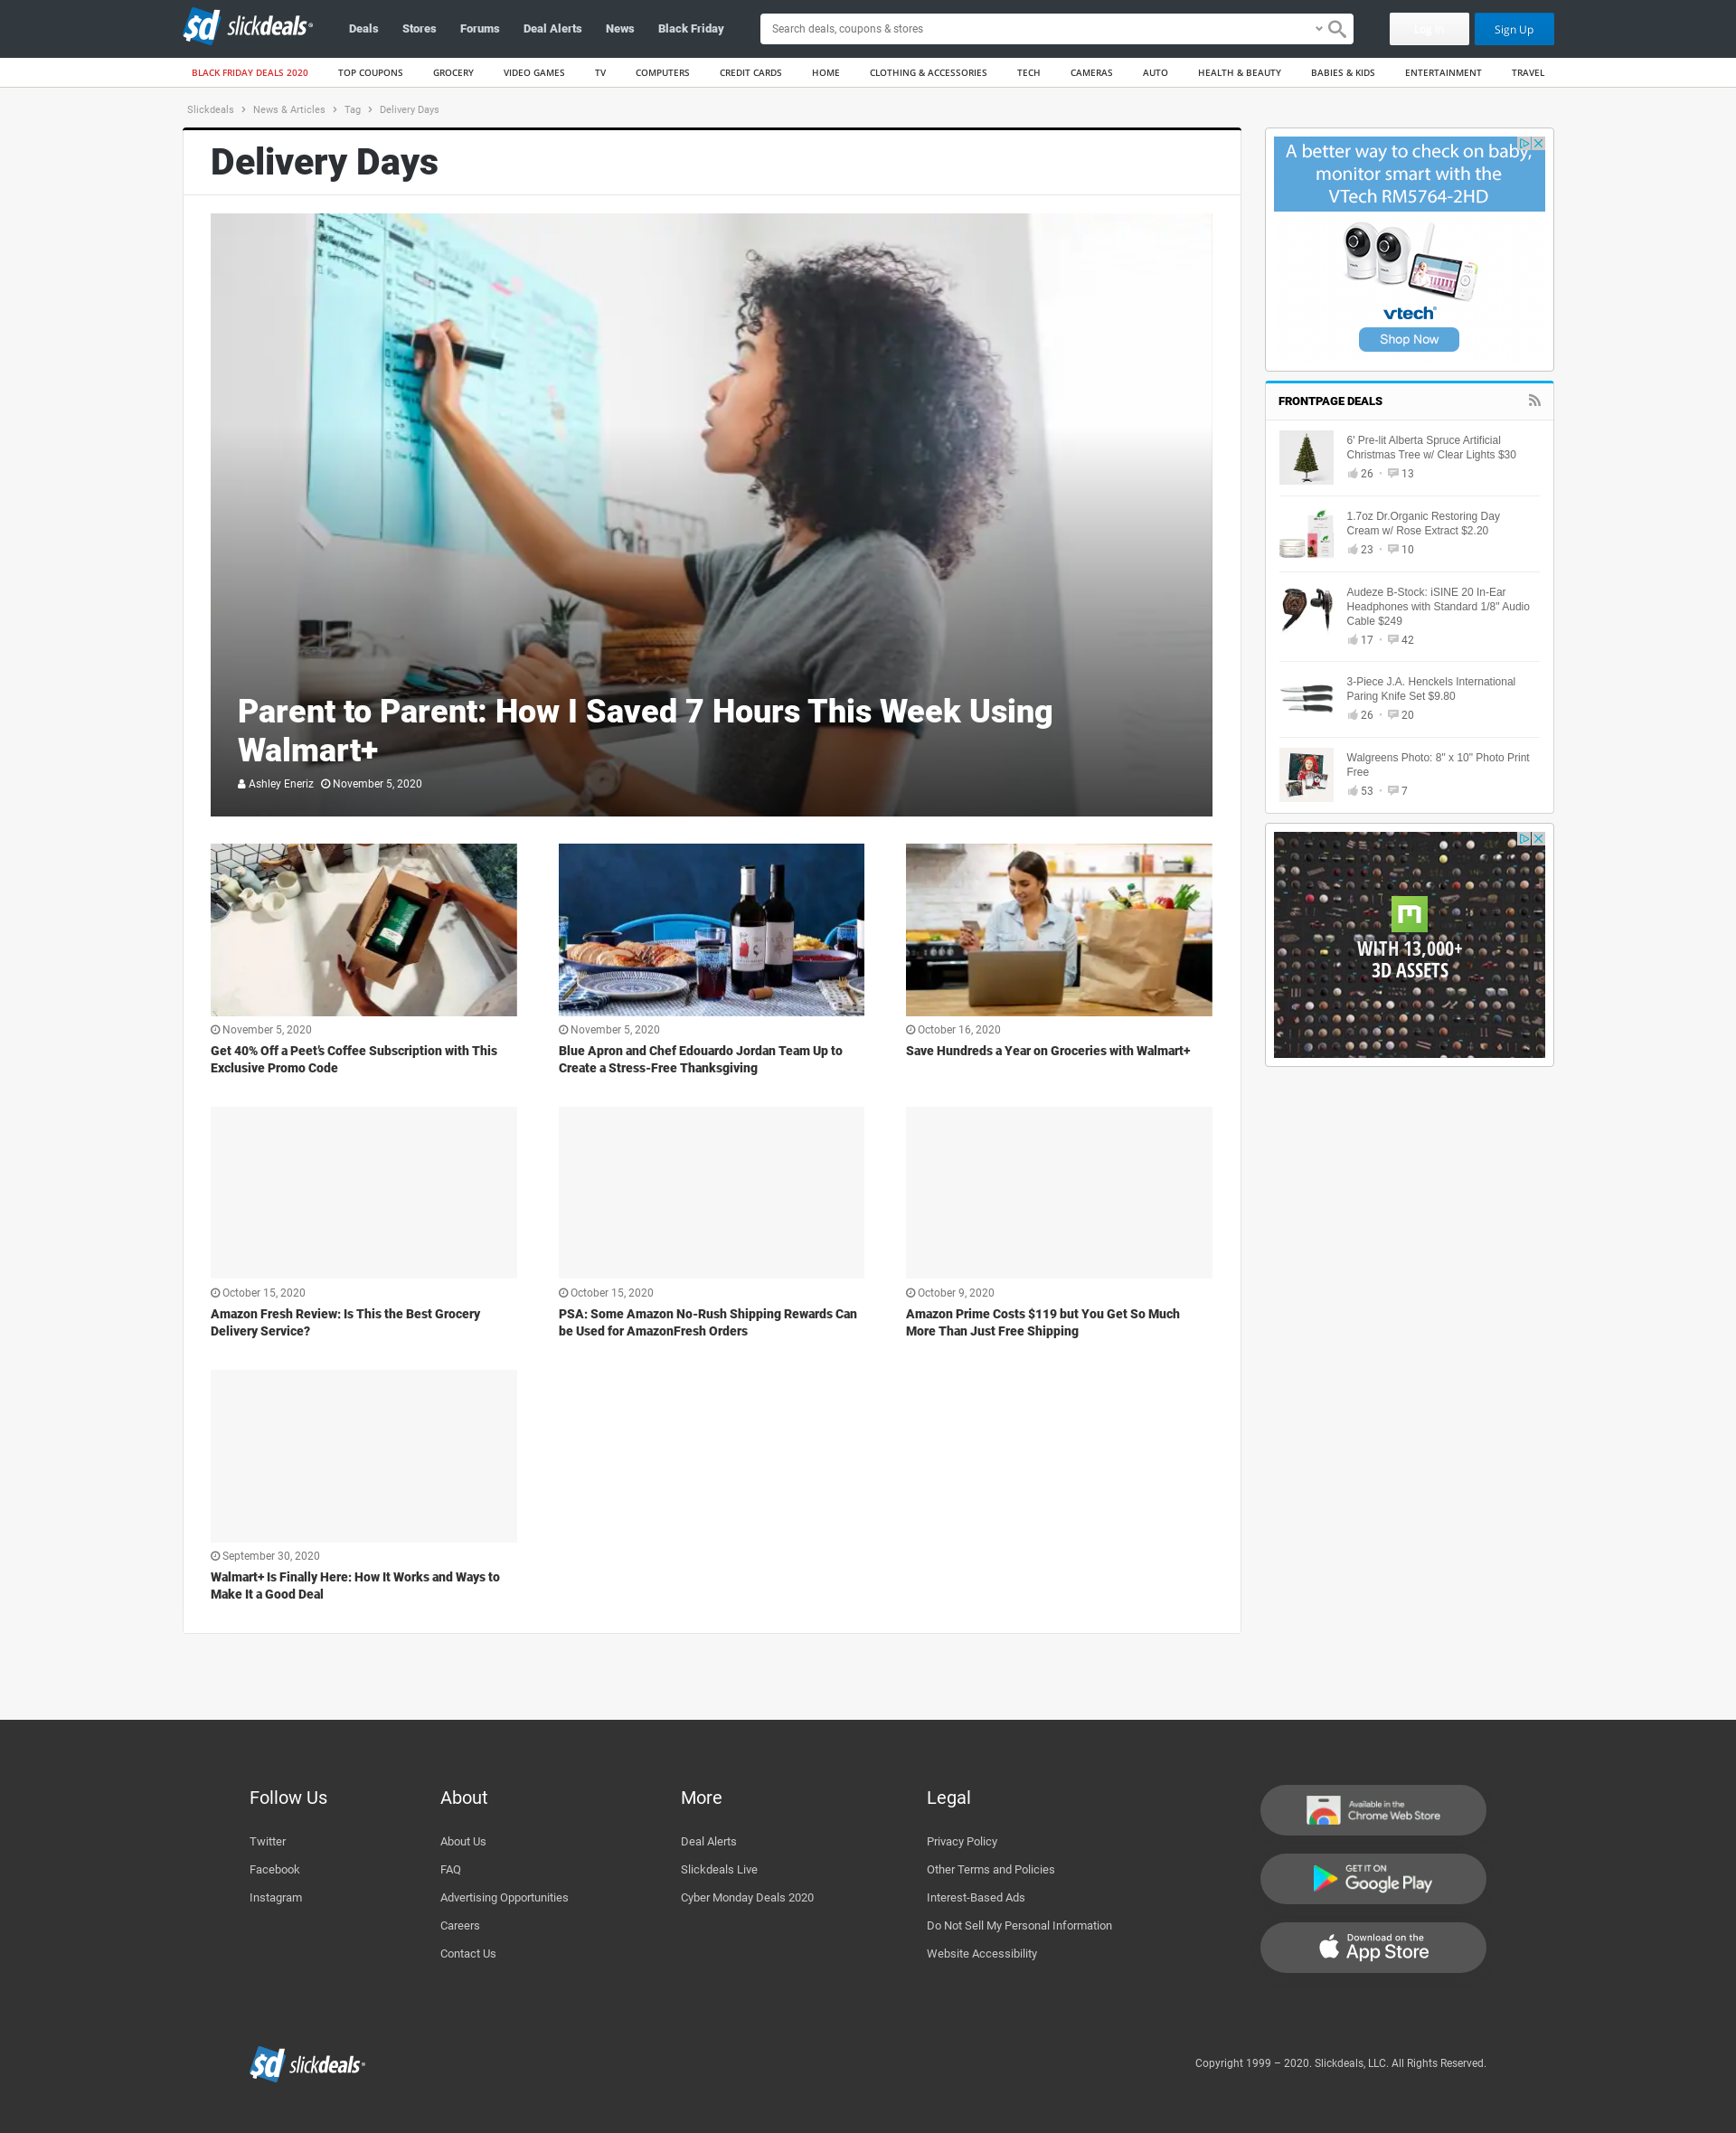 $d slickdeals®
Deals
Stores
Forums
Deal Alerts
News
Black Friday
Search deals, coupons & stores
Log In
Sign Up
BLACK FRIDAY DEALS 2020
TOP COUPONS
GROCERY
VIDEO GAMES
TV
COMPUTERS
CREDIT CARDS
HOME
CLOTHING & ACCESSORIES
TECH
CAMERAS
AUTO
HEALTH & BEAUTY
BABIES & KIDS
ENTERTAINMENT
TRAVEL
Slickdeals > News & Articles > Tag > Delivery Days
Delivery Days
Parent to Parent: How I Saved 7 Hours This Week Using
Walmart+
Ashley Eneriz November 5, 2020
November 5, 2020
Get 40% Off a Peet's Coffee Subscription with This
Exclusive Promo Code
November 5, 2020
Blue Apron and Chef Edouardo Jordan Team Up to
Create a Stress-Free Thanksgiving
October 16, 2020
Save Hundreds a Year on Groceries with Walmart+
October 15, 2020
Amazon Fresh Review: Is This the Best Grocery
Delivery Service?
October 15, 2020
PSA: Some Amazon No-Rush Shipping Rewards Can
be Used for AmazonFresh Orders
October 9, 2020
Amazon Prime Costs $119 but You Get So Much
More Than Just Free Shipping
September 30, 2020
Walmart+ Is Finally Here: How It Works and Ways to
Make It a Good Deal
A better way to check on baby,
monitor smart with the
VTech RM5764-2HD
vtech®
Shop Now
FRONTPAGE DEALS
6' Pre-lit Alberta Spruce Artificial
Christmas Tree w/ Clear Lights $30
26 • 13
1.7oz Dr.Organic Restoring Day
Cream w/ Rose Extract $2.20
23 • 10
Audeze B-Stock: iSINE 20 In-Ear
Headphones with Standard 1/8" Audio
Cable $249
17 • 42
3-Piece J.A. Henckels International
Paring Knife Set $9.80
26 • 20
Walgreens Photo: 8" x 10" Photo Print
Free
53 • 7
WITH 13,000+
3D ASSETS
Follow Us
Twitter
Facebook
Instagram
About
About Us
FAQ
Advertising Opportunities
Careers
Contact Us
More
Deal Alerts
Slickdeals Live
Cyber Monday Deals 2020
Legal
Privacy Policy
Other Terms and Policies
Interest-Based Ads
Do Not Sell My Personal Information
Website Accessibility
Available in the
Chrome Web Store
GET IT ON
Google Play
Download on the
App Store
$d slickdeals®
Copyright 1999 – 2020. Slickdeals, LLC. All Rights Reserved.